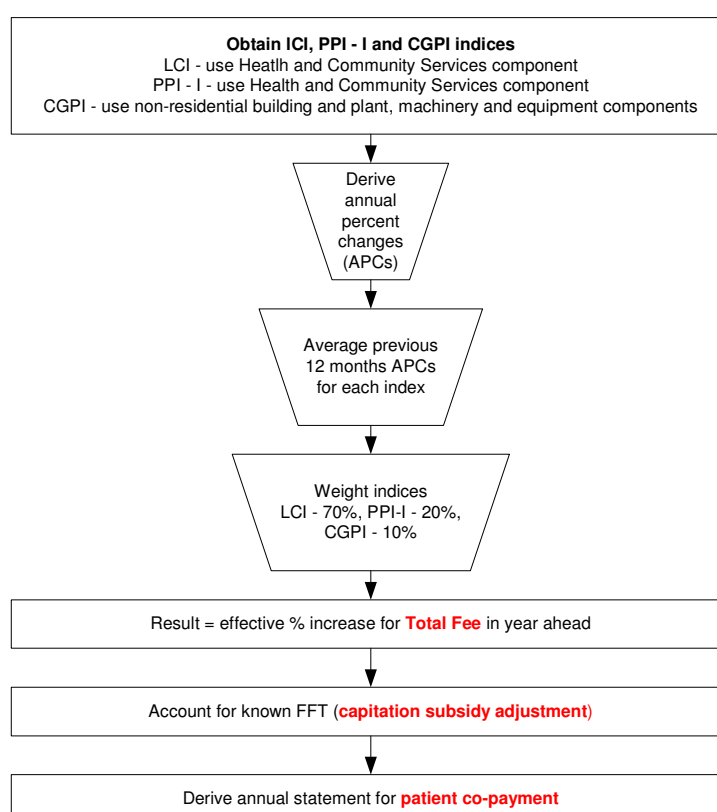 Obtain lCI, PPI - I and CGPI indices
LCI - use Heatlh and Community Services component
PPI - I - use Health and Community Services component
CGPI - use non-residential building and plant, machinery and equipment components
Derive
annual
percent
changes
(APCs)
Average previous
12 months APCs
for each index
Weight indices
LCI - 70%, PPI-I - 20%,
CGPI - 10%
Result = effective % increase for Total Fee in year ahead
Account for known FFT (capitation subsidy adjustment)
Derive annual statement for patient co-payment